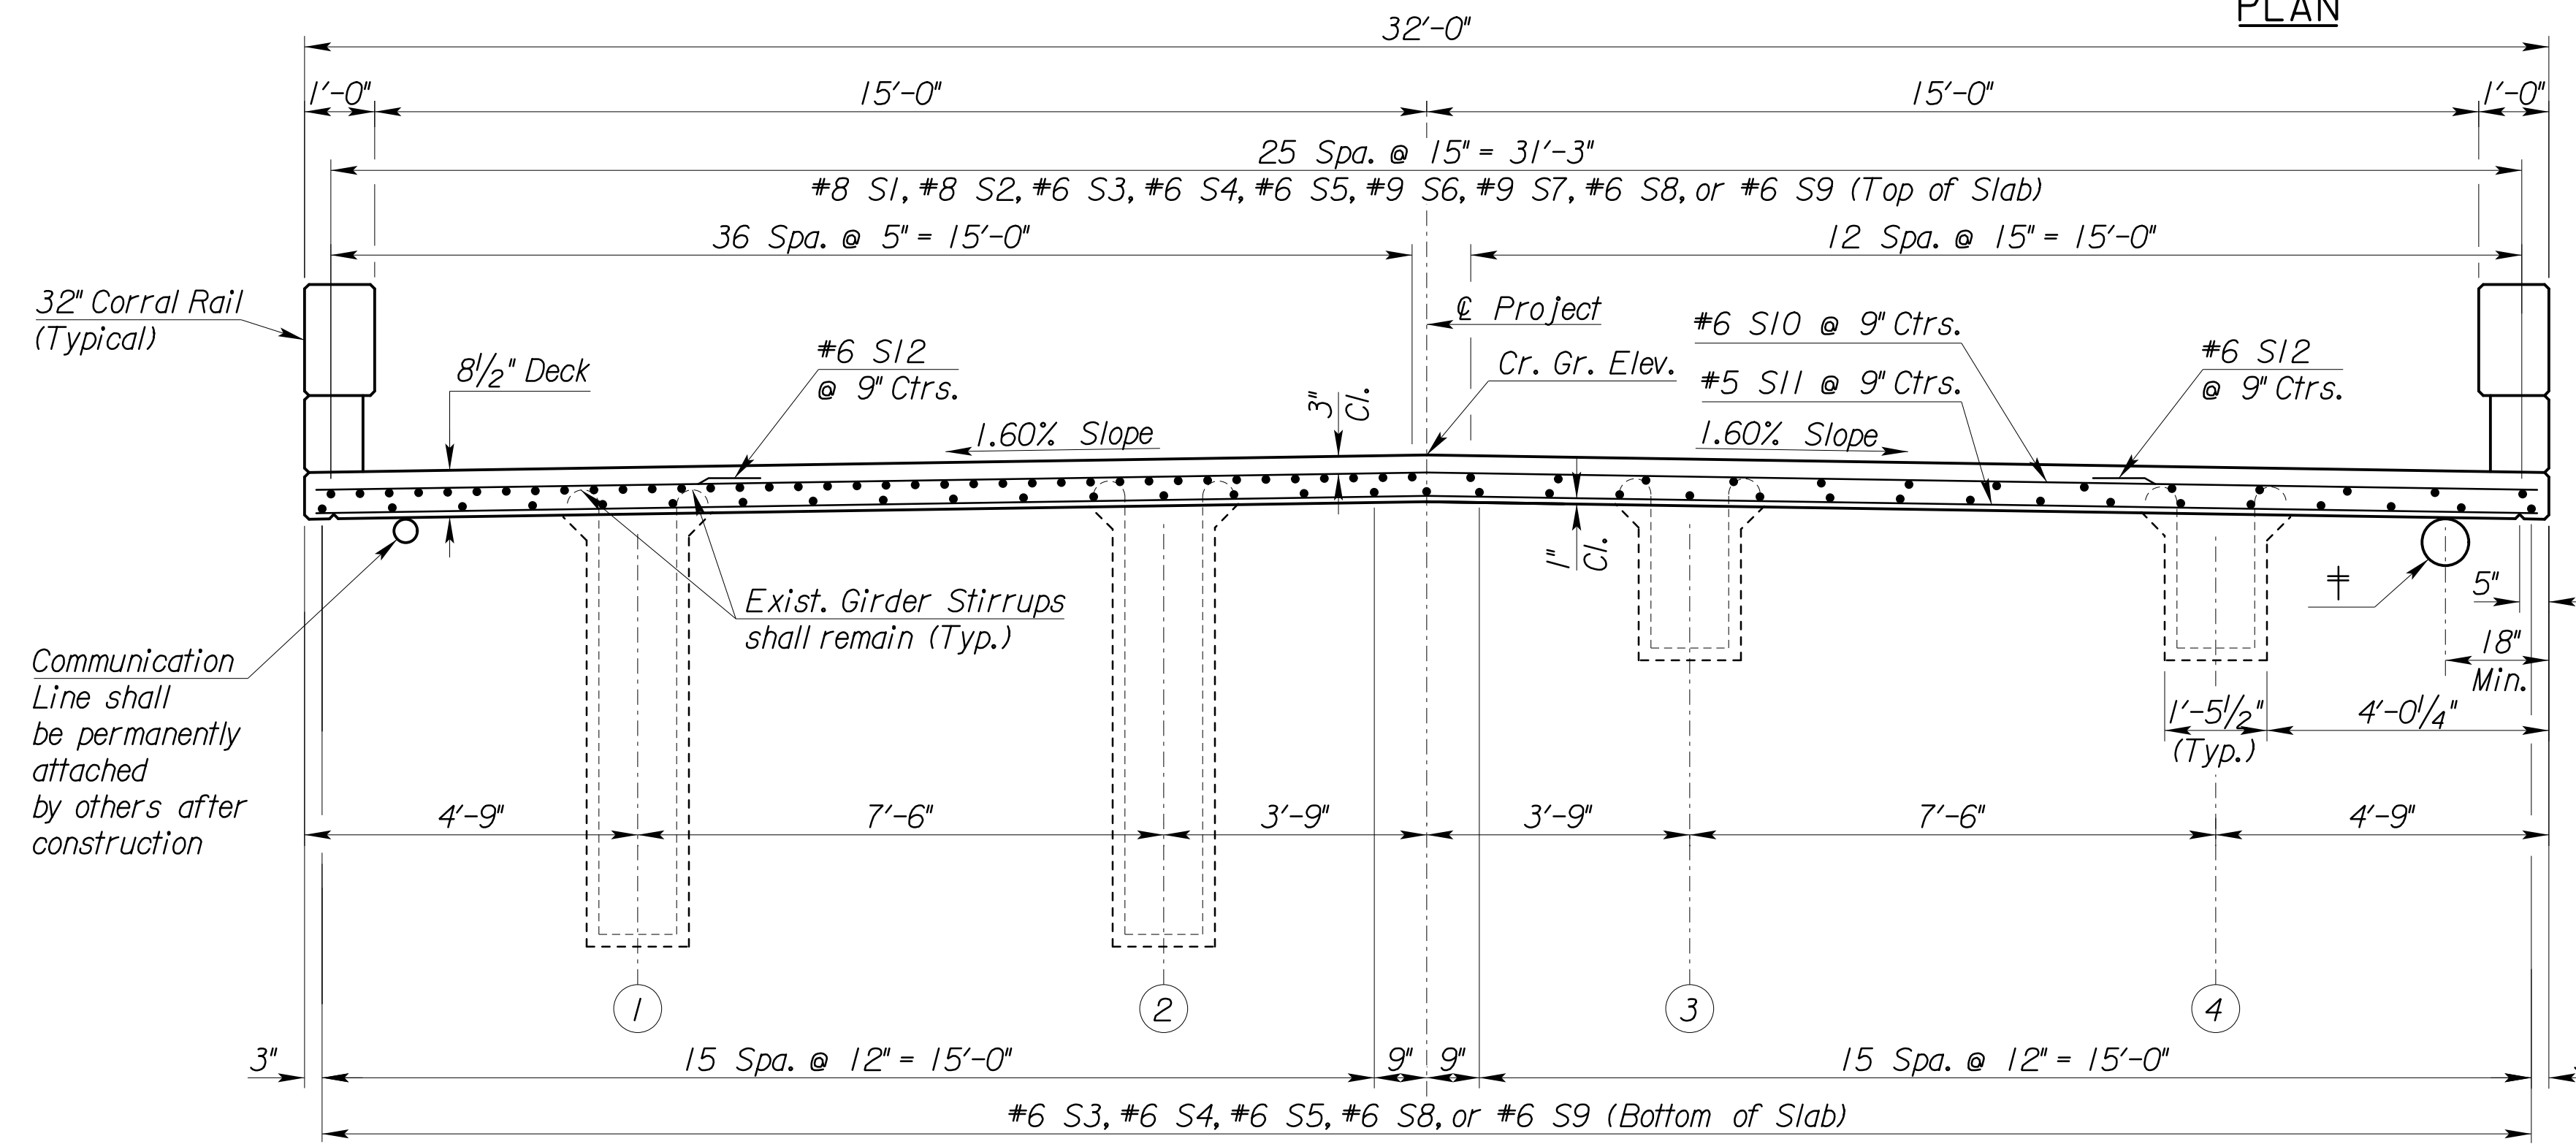 PLAN
32'-0"
1'-0"
15'-0"
15'-0"
1'-0"
25 Spa. @ 15" = 31'-3"
#8 S1, #8 S2, #6 S3, #6 S4, #6 S5, #9 S6, #9 S7, #6 S8, or #6 S9 (Top of Slab)
36 Spa. @ 5" = 15'-0"
12 Spa. @ 15" = 15'-0"
32" Corral Rail
(Typical)
8½" Deck
#6 S12
@ 9" Ctrs.
1.60% Slope
3"
Cl.
℄ Project
Cr. Gr. Elev.
#6 S10 @ 9" Ctrs.
#5 S11 @ 9" Ctrs.
1.60% Slope
#6 S12
@ 9" Ctrs.
1"
Cl.
Exist. Girder Stirrups
shall remain (Typ.)
Communication
Line shall
be permanently
attached
by others after
construction
ǂ
5"
18"
Min.
1'-5½"
(Typ.)
4'-0¼"
4'-9"
7'-6"
3'-9"
3'-9"
7'-6"
4'-9"
1
2
3
4
3"
15 Spa. @ 12" = 15'-0"
9"
9"
15 Spa. @ 12" = 15'-0"
#6 S3, #6 S4, #6 S5, #6 S8, or #6 S9 (Bottom of Slab)